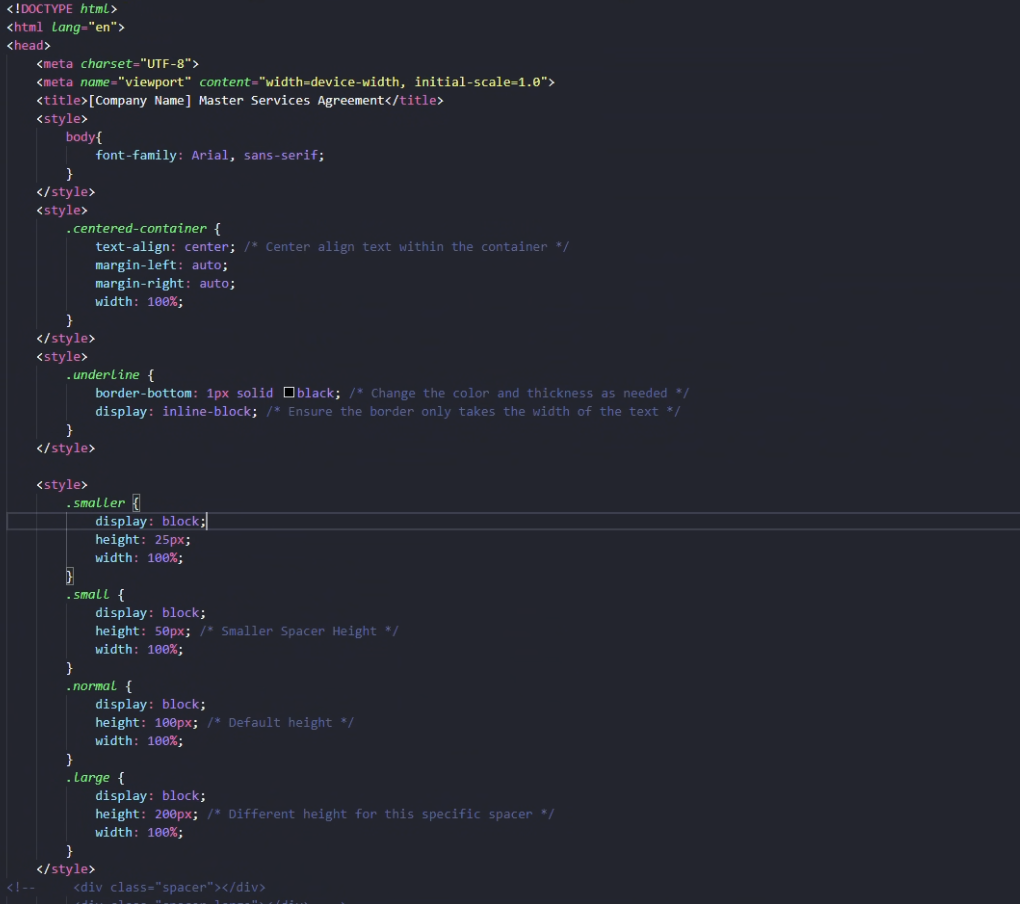 <!DOCTYPE html>
<html lang="en">
<head>
    <meta charset="UTF-8">
    <meta name="viewport" content="width=device-width, initial-scale=1.0">
    <title>[Company Name] Master Services Agreement</title>
    <style>
        body{
            font-family: Arial, sans-serif;
        }
    </style>
    <style>
        .centered-container {
            text-align: center; /* Center align text within the container */
            margin-left: auto;
            margin-right: auto;
            width: 100%;
        }
    </style>
    <style>
        .underline {
            border-bottom: 1px solid black; /* Change the color and thickness as needed */
            display: inline-block; /* Ensure the border only takes the width of the text */
        }
    </style>

    <style>
        .smaller {
            display: block;
            height: 25px;
            width: 100%;
        }
        .small {
            display: block;
            height: 50px; /* Smaller Spacer Height */
            width: 100%;
        }
        .normal {
            display: block;
            height: 100px; /* Default height */
            width: 100%;
        }
        .large {
            display: block;
            height: 200px; /* Different height for this specific spacer */
            width: 100%;
        }
    </style>
<!--     <div class="spacer"></div>